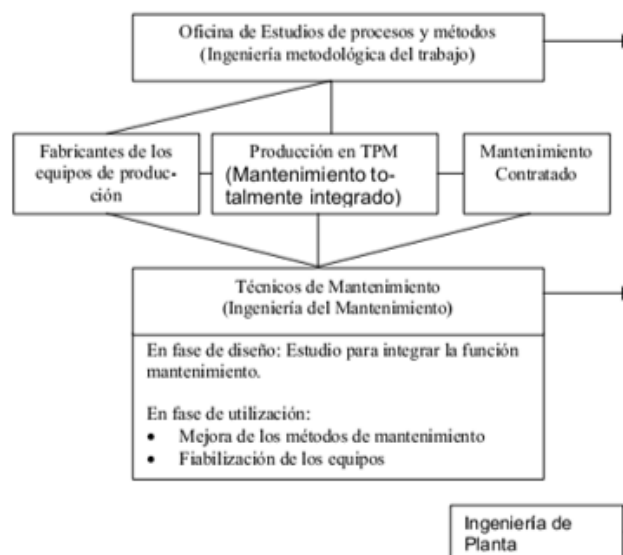 Oficina de Estudios de procesos y métodos
(Ingeniería metodológica del trabajo)
Fabricantes de los
equipos de produc-
ción
Producción en TPM
(Mantenimiento to-
talmente integrado)
Mantenimiento
Contratado
Técnicos de Mantenimiento
(Ingeniería del Mantenimiento)
En fase de diseño: Estudio para integrar la función
mantenimiento.
En fase de utilización:
• Mejora de los métodos de mantenimiento
• Fiabilización de los equipos
Ingeniería de
Planta